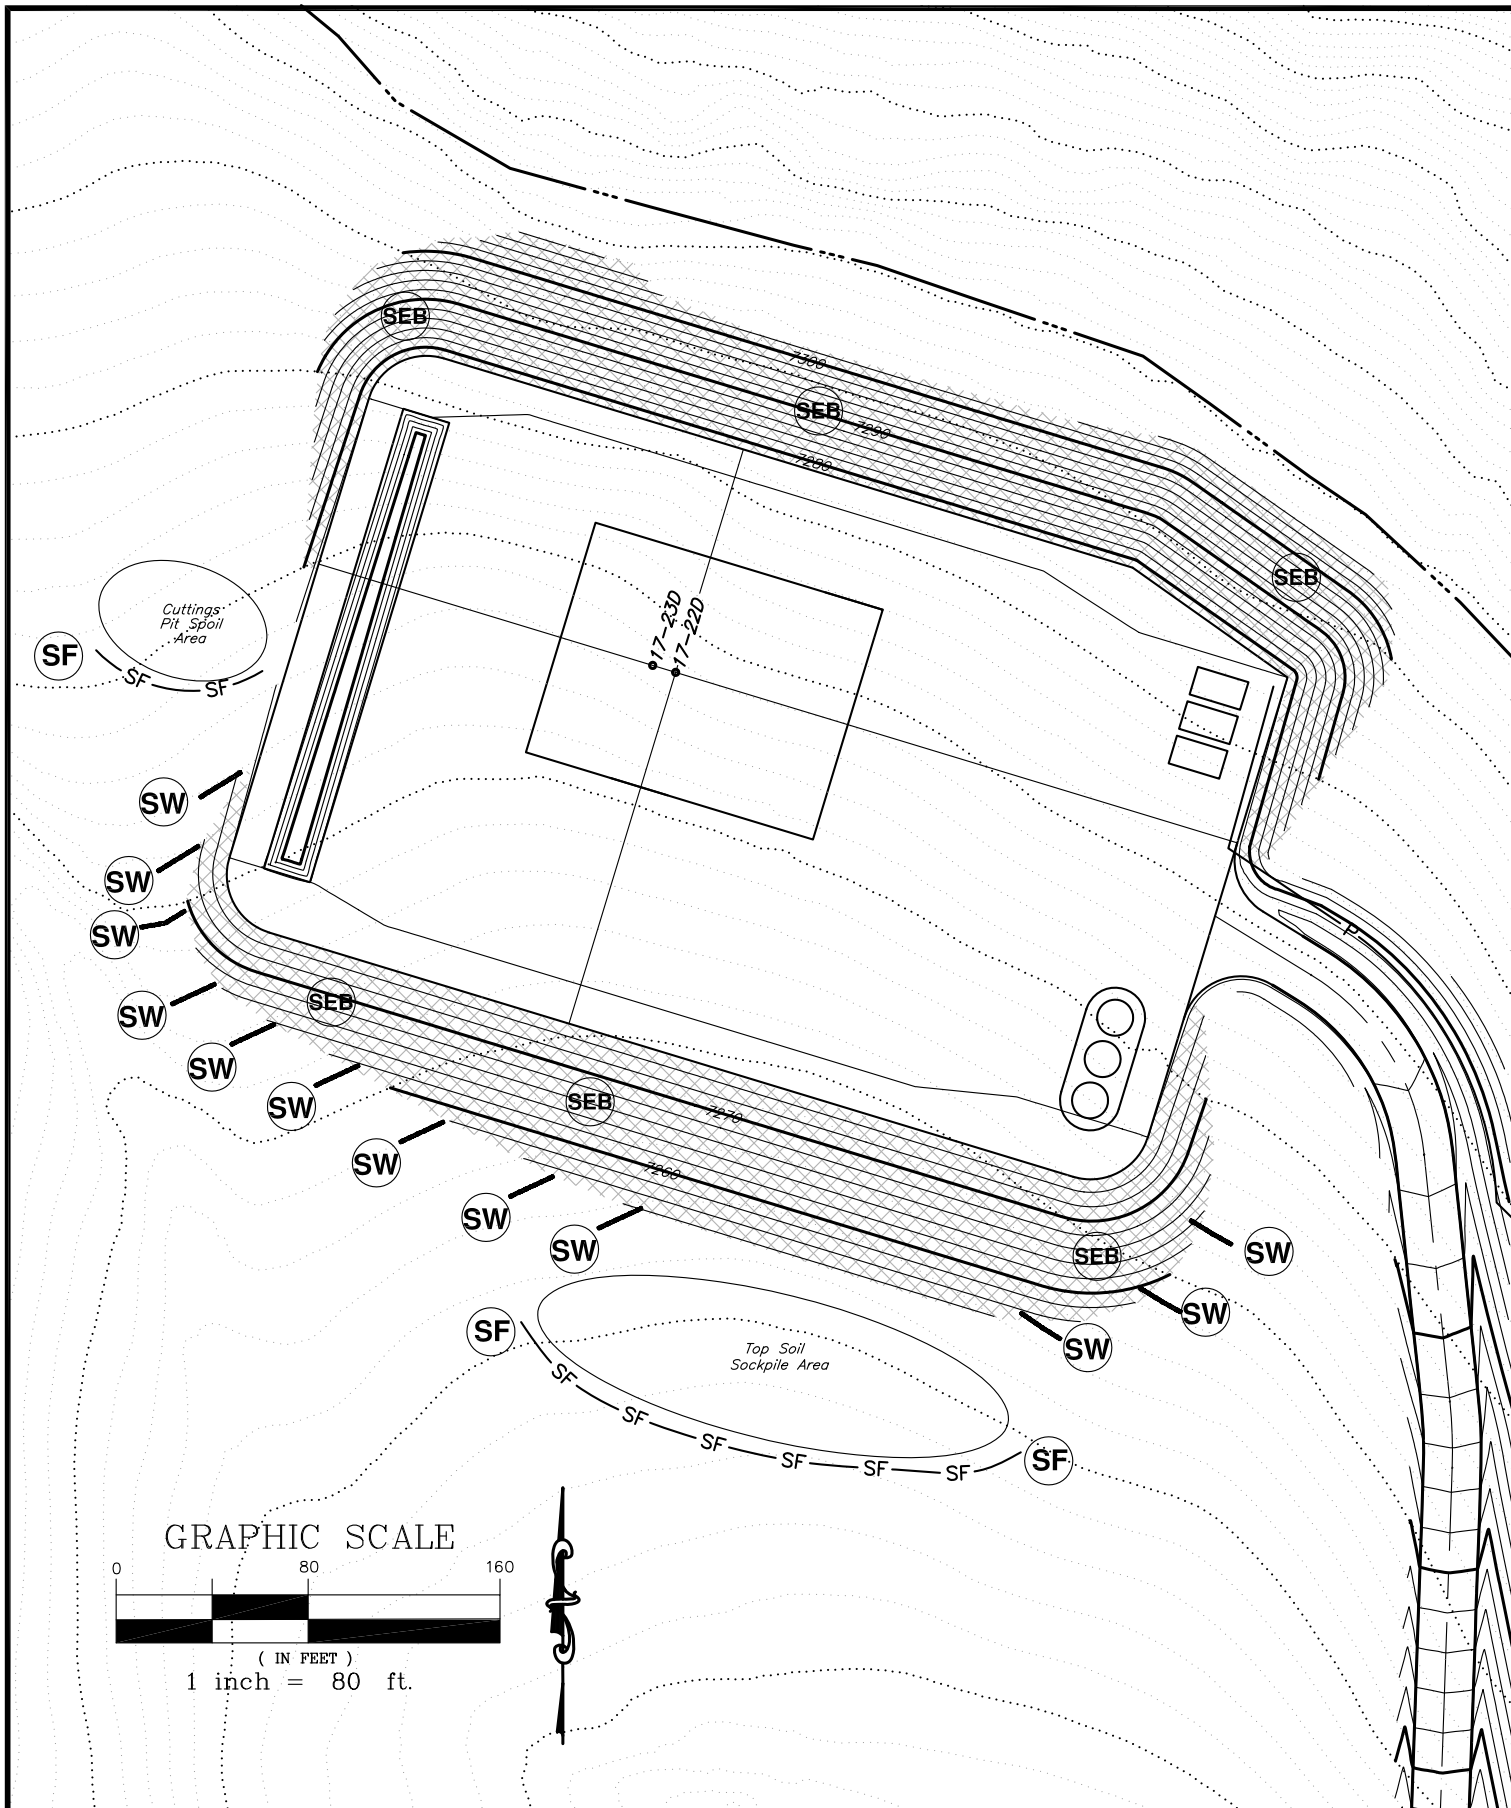 SEB
7300
SEB
7290
7280
SEB
17-23D
17-22D
Cuttings
Pit Spoil
Area
SF
SF
SF
SW
SW
SW
P
SW
SEB
SW
SW
SEB
7270
SW
7260
SW
SW
SEB
SW
SW
SW
SF
Top Soil
Sockpile Area
SF
SF
SF
SF
SF
SF
SF
GRAPHIC SCALE
0 80 160
( IN FEET )
1 inch = 80 ft.